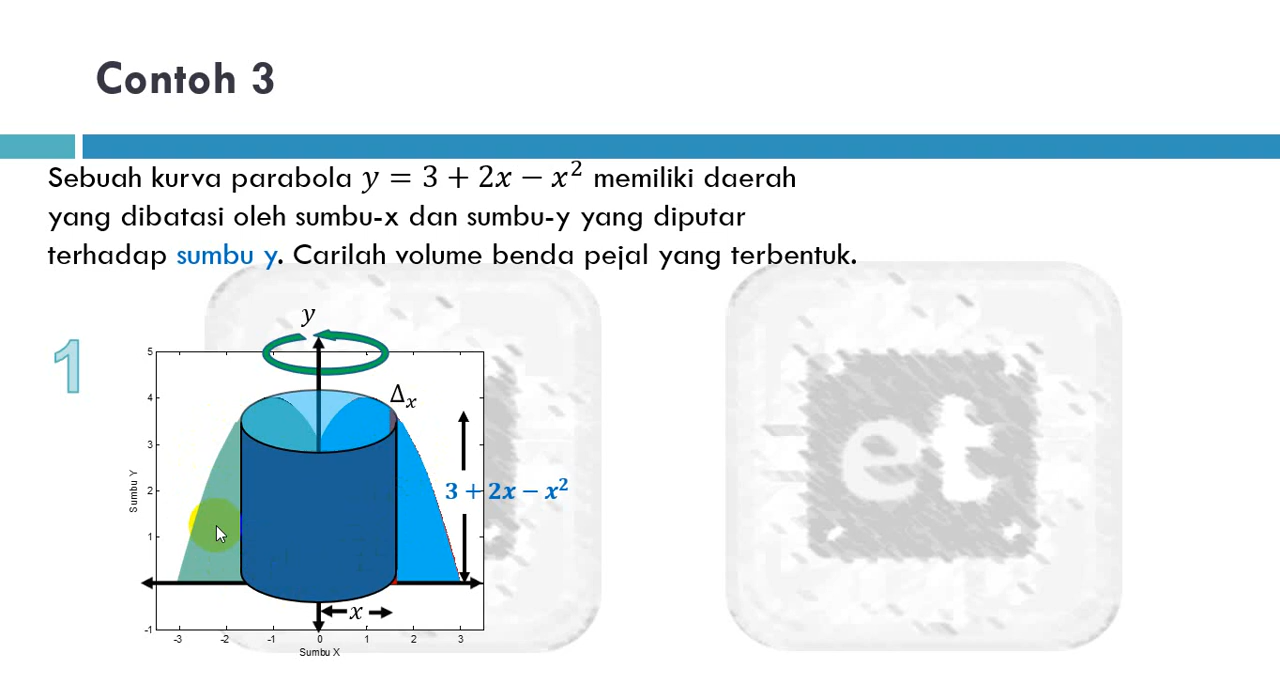 Contoh 3
Sebuah kurva parabola y = 3 + 2x − x² memiliki daerah
yang dibatasi oleh sumbu-x dan sumbu-y yang diputar
terhadap sumbu y. Carilah volume benda pejal yang terbentuk.
1
y
5
Δx
4
3
3 + 2x − x²
2
1
x
-1
-3 -2 -1 0 1 2 3
Sumbu X
Sumbu Y
et